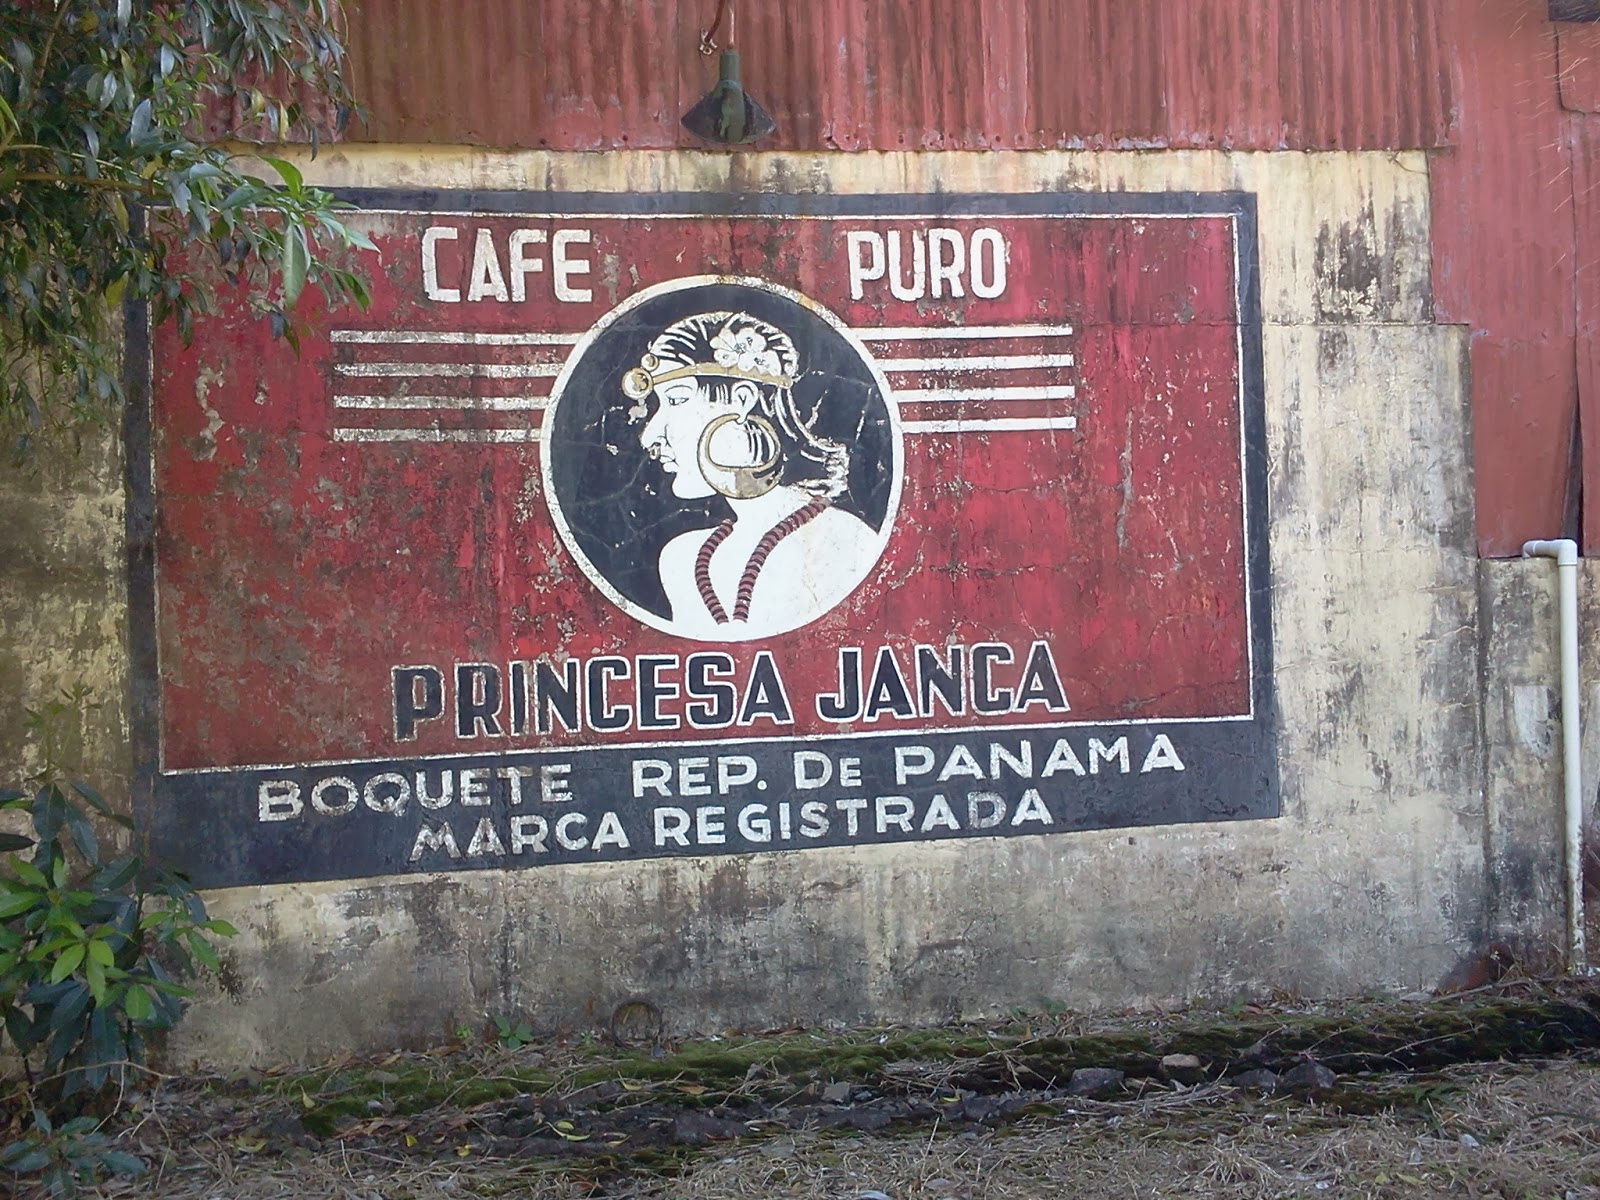 CAFE PURO
PRINCESA JANCA
BOQUETE REP. DE PANAMA
MARCA REGISTRADA